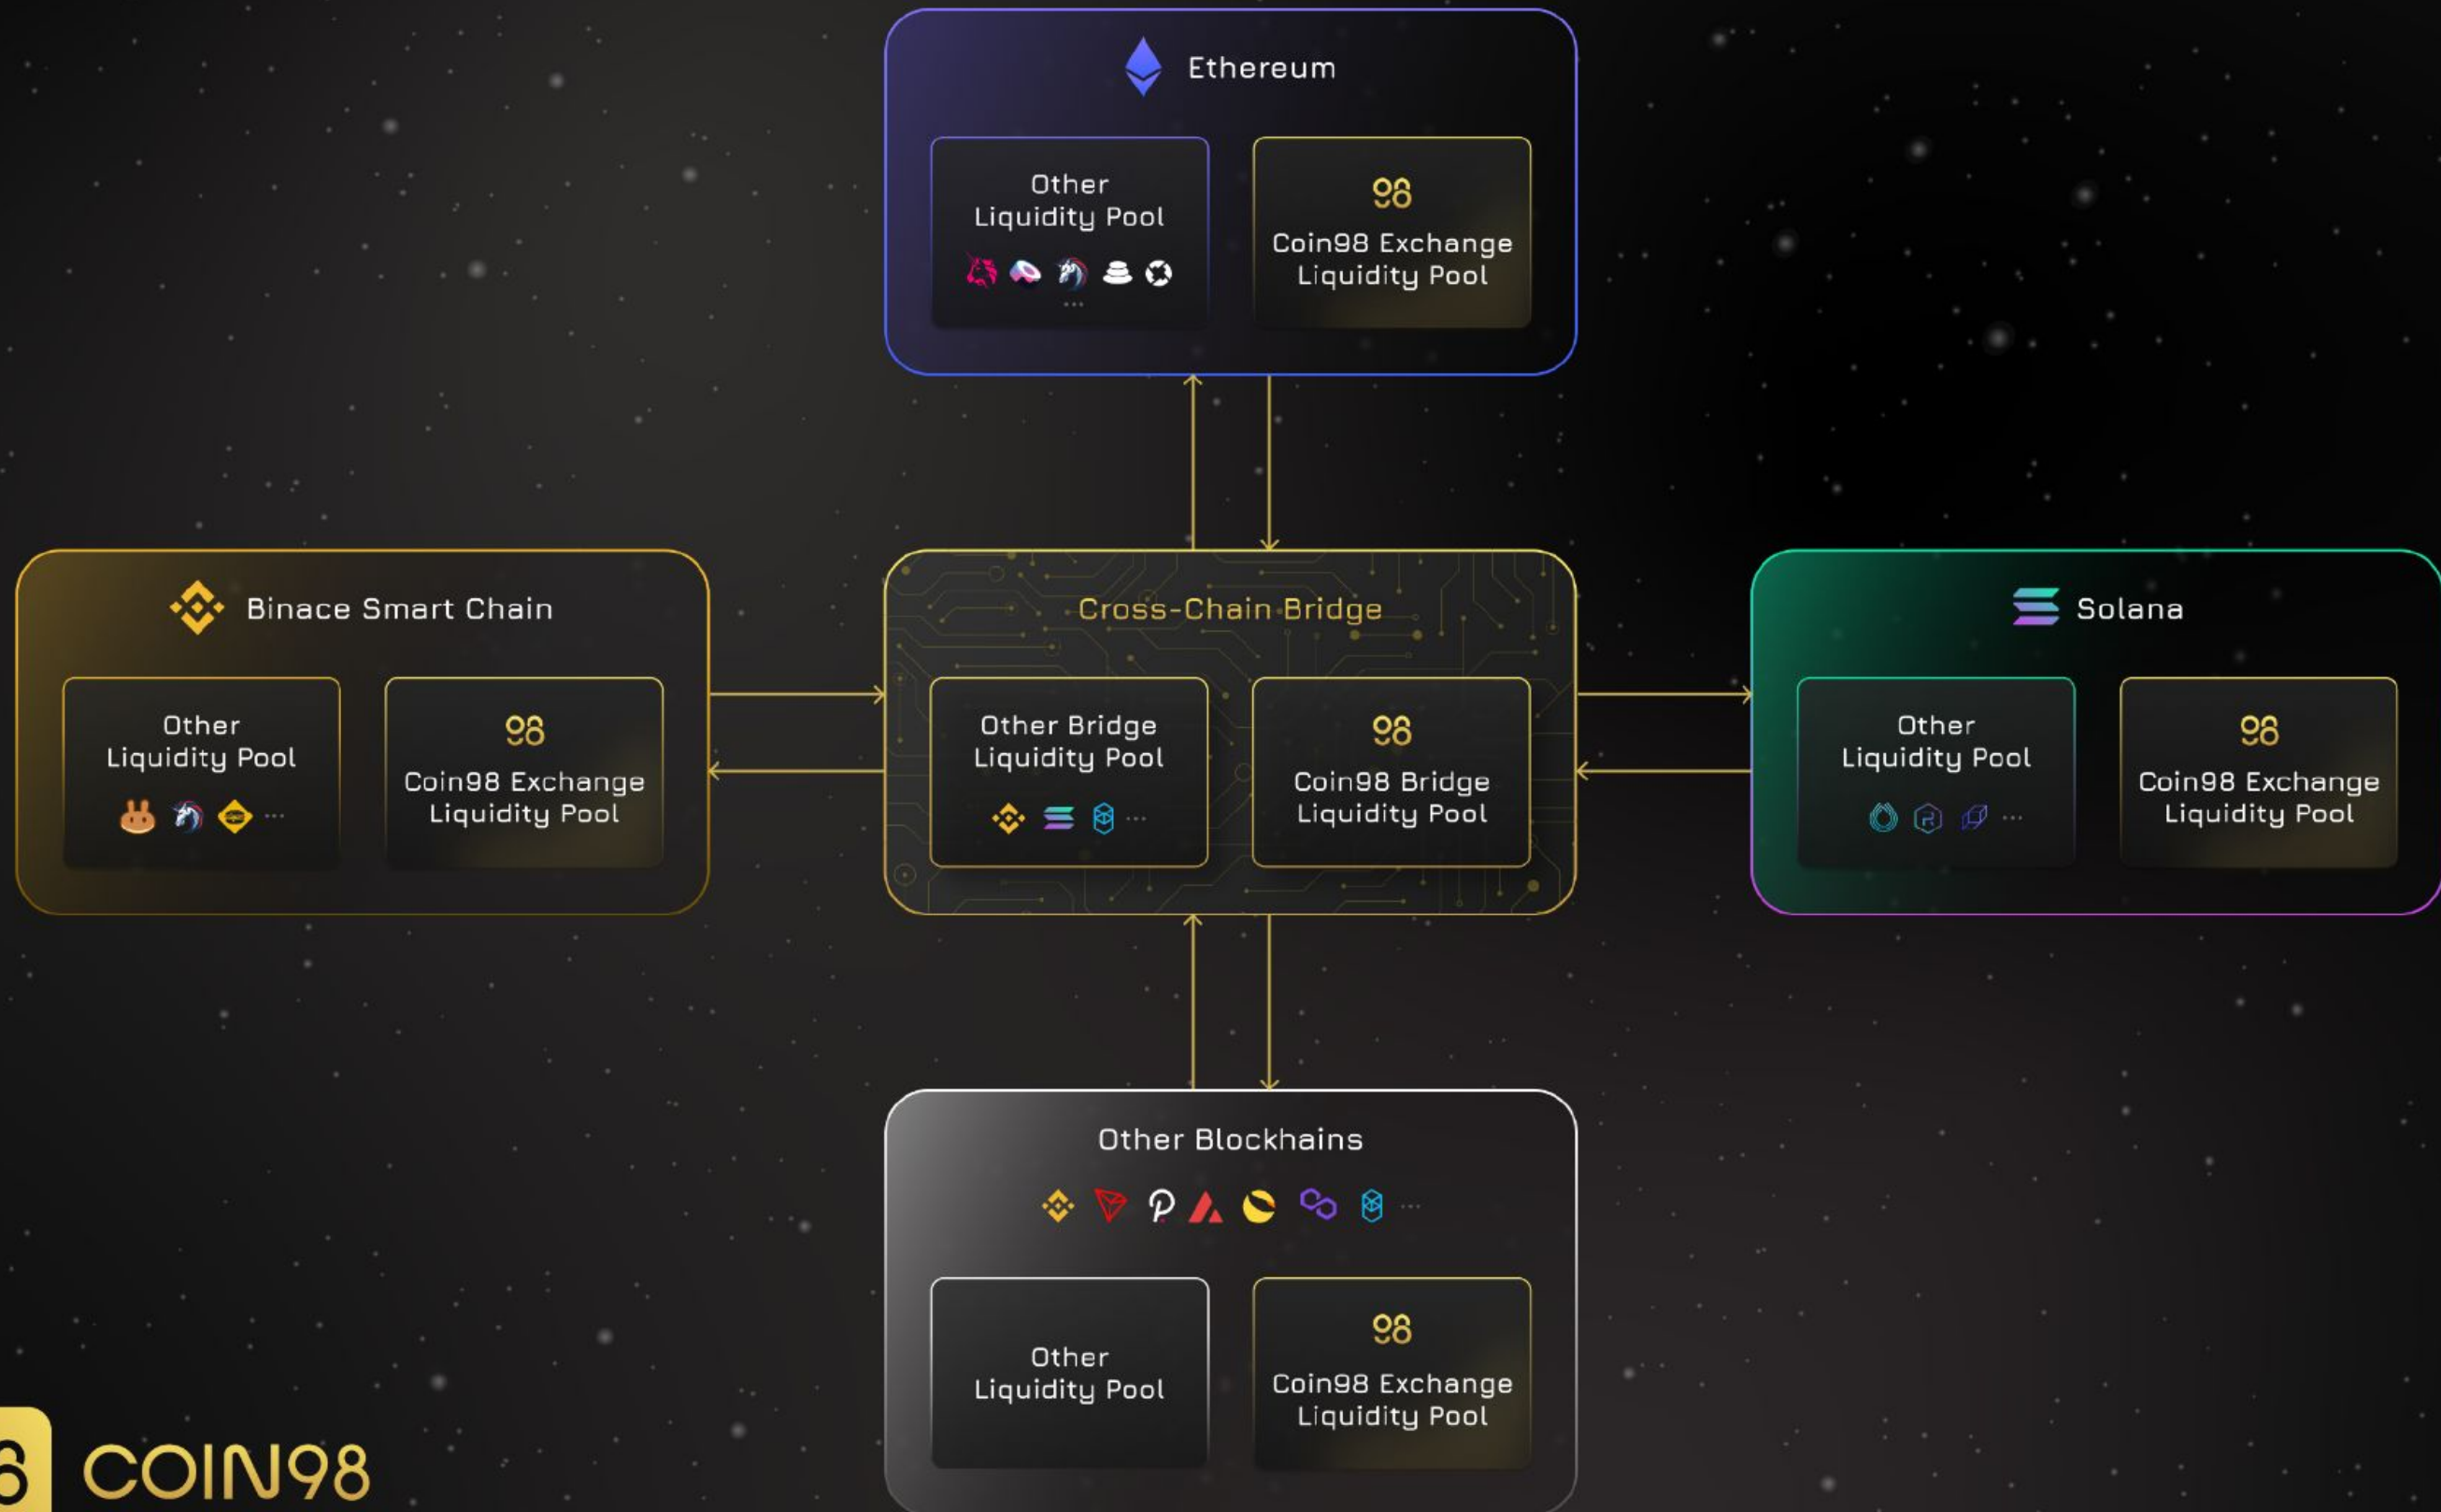 Ethereum
Other
Liquidity Pool
...
98
Coin98 Exchange
Liquidity Pool
Binace Smart Chain
Other
Liquidity Pool
...
98
Coin98 Exchange
Liquidity Pool
Cross-Chain Bridge
Other Bridge
Liquidity Pool
...
98
Coin98 Bridge
Liquidity Pool
Solana
Other
Liquidity Pool
...
98
Coin98 Exchange
Liquidity Pool
Other Blockhains
...
Other
Liquidity Pool
98
Coin98 Exchange
Liquidity Pool
COIN98